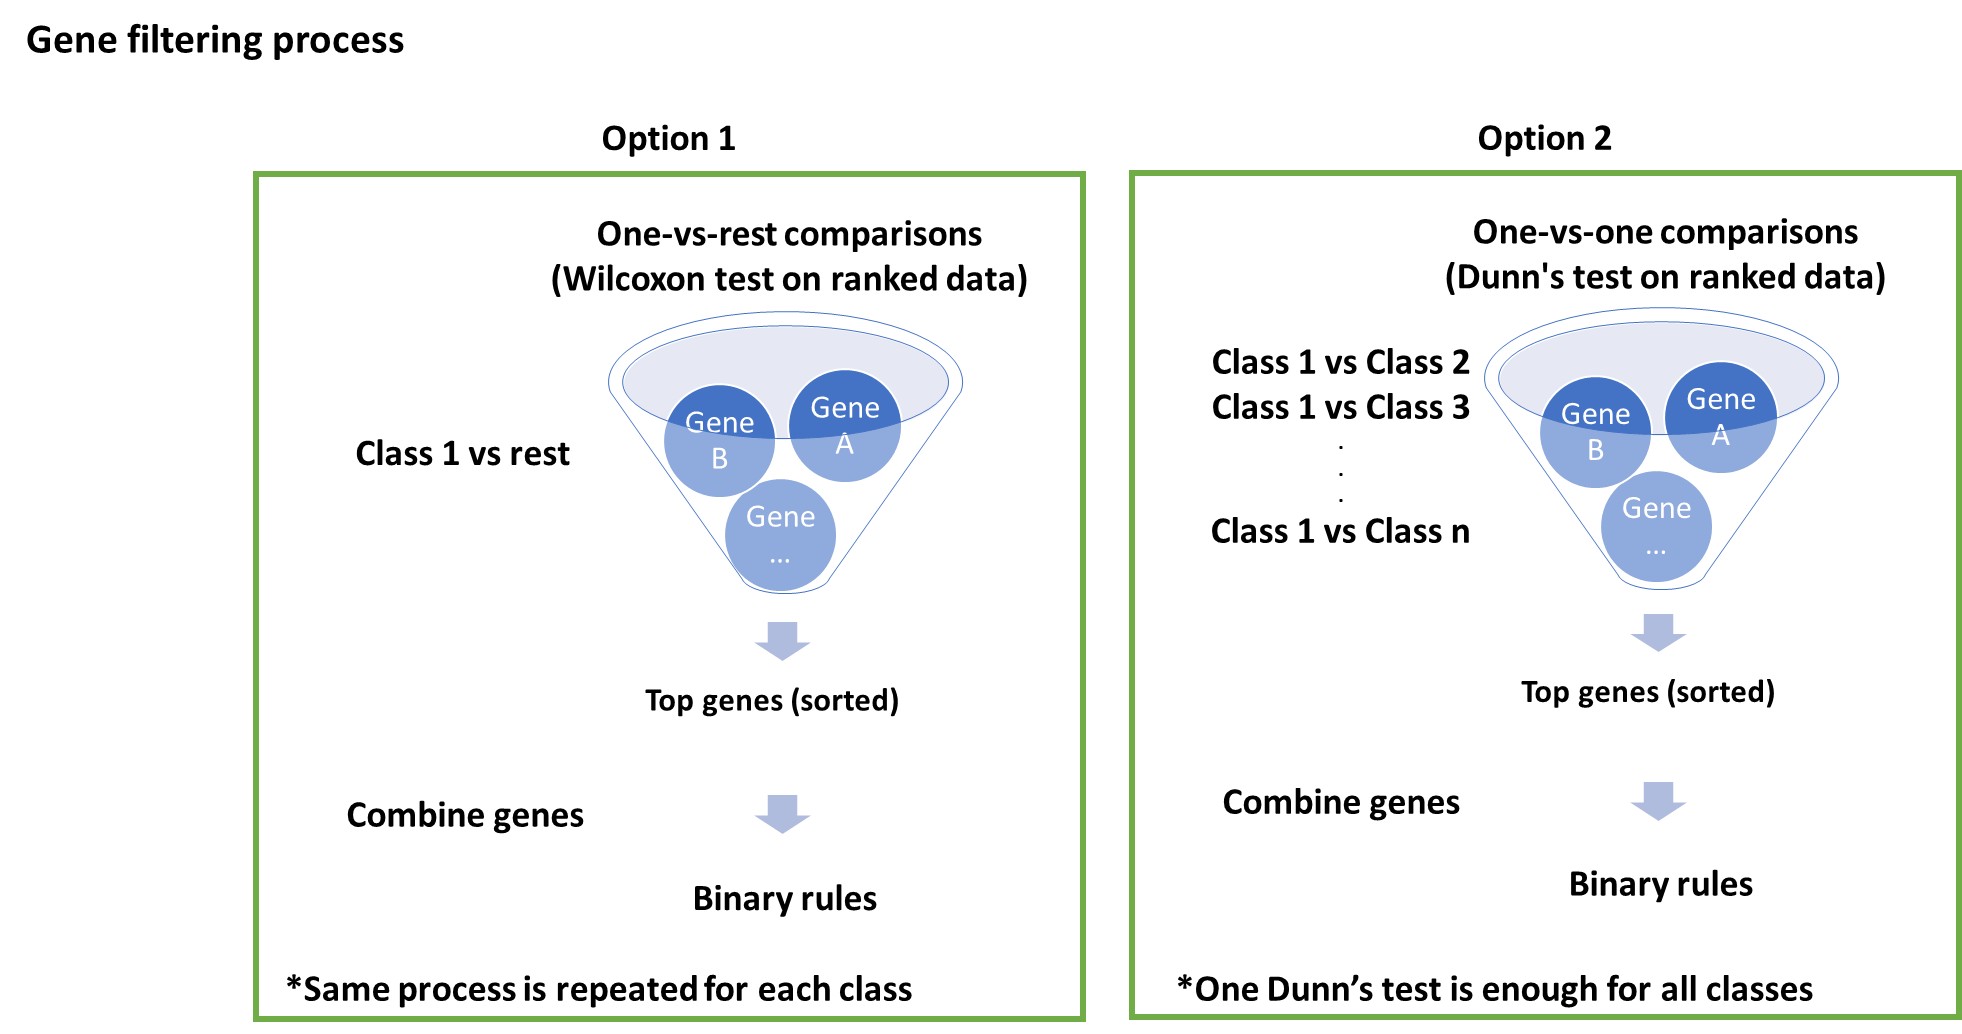 Gene filtering process
Option 1
One-vs-rest comparisons
(Wilcoxon test on ranked data)
Class 1 vs rest
Gene
B
Gene
A
Gene
...
Top genes (sorted)
Combine genes
Binary rules
*Same process is repeated for each class
Option 2
One-vs-one comparisons
(Dunn's test on ranked data)
Class 1 vs Class 2
Class 1 vs Class 3
.
.
.
Class 1 vs Class n
Gene
B
Gene
A
Gene
...
Top genes (sorted)
Combine genes
Binary rules
*One Dunn’s test is enough for all classes